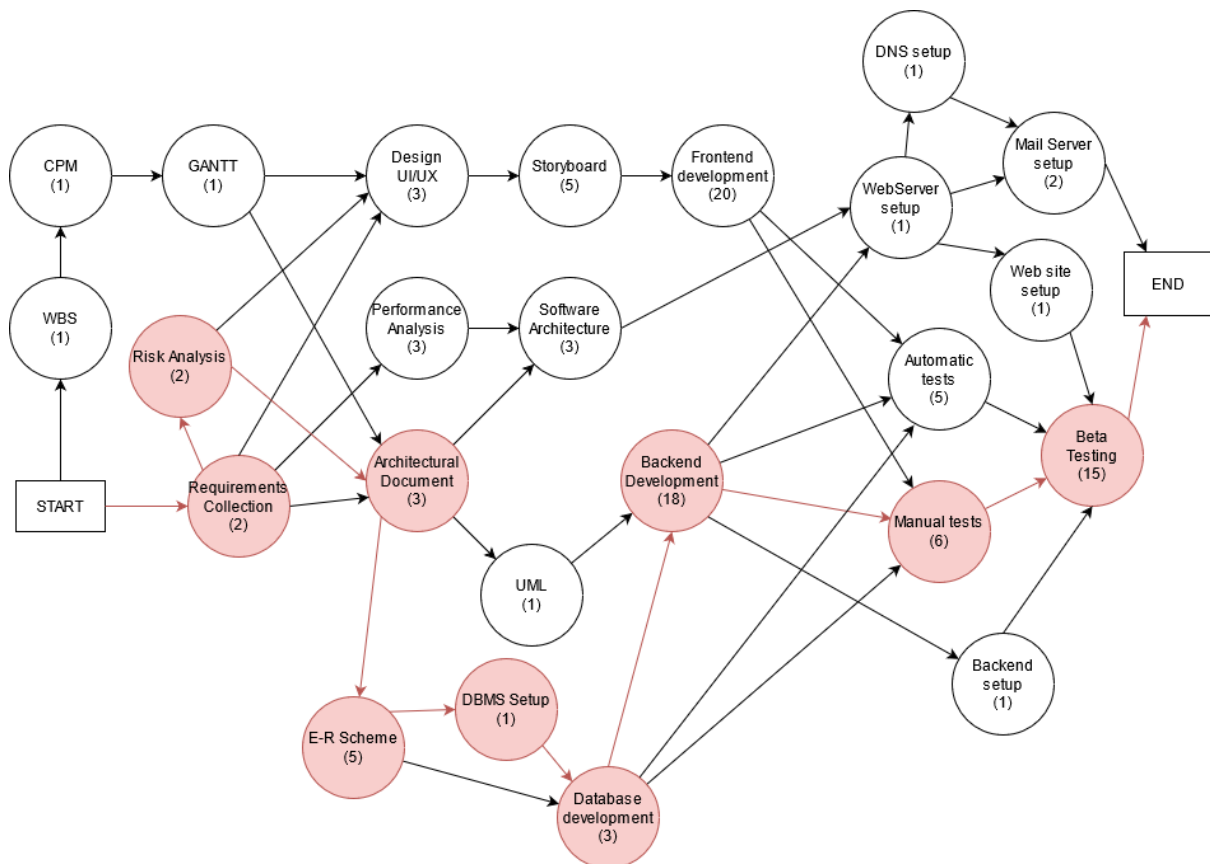 DNS setup
(1)
CPM
(1)
GANTT
(1)
Design
UI/UX
(3)
Storyboard
(5)
Frontend
development
(20)
Mail Server
setup
(2)
WebServer
setup
(1)
WBS
(1)
Risk Analysis
(2)
Performance
Analysis
(3)
Software
Architecture
(3)
Web site
setup
(1)
END
Automatic
tests
(5)
START
Requirements
Collection
(2)
Architectural
Document
(3)
Backend
Development
(18)
Manual tests
(6)
Beta
Testing
(15)
UML
(1)
Backend
setup
(1)
E-R Scheme
(5)
DBMS Setup
(1)
Database
development
(3)